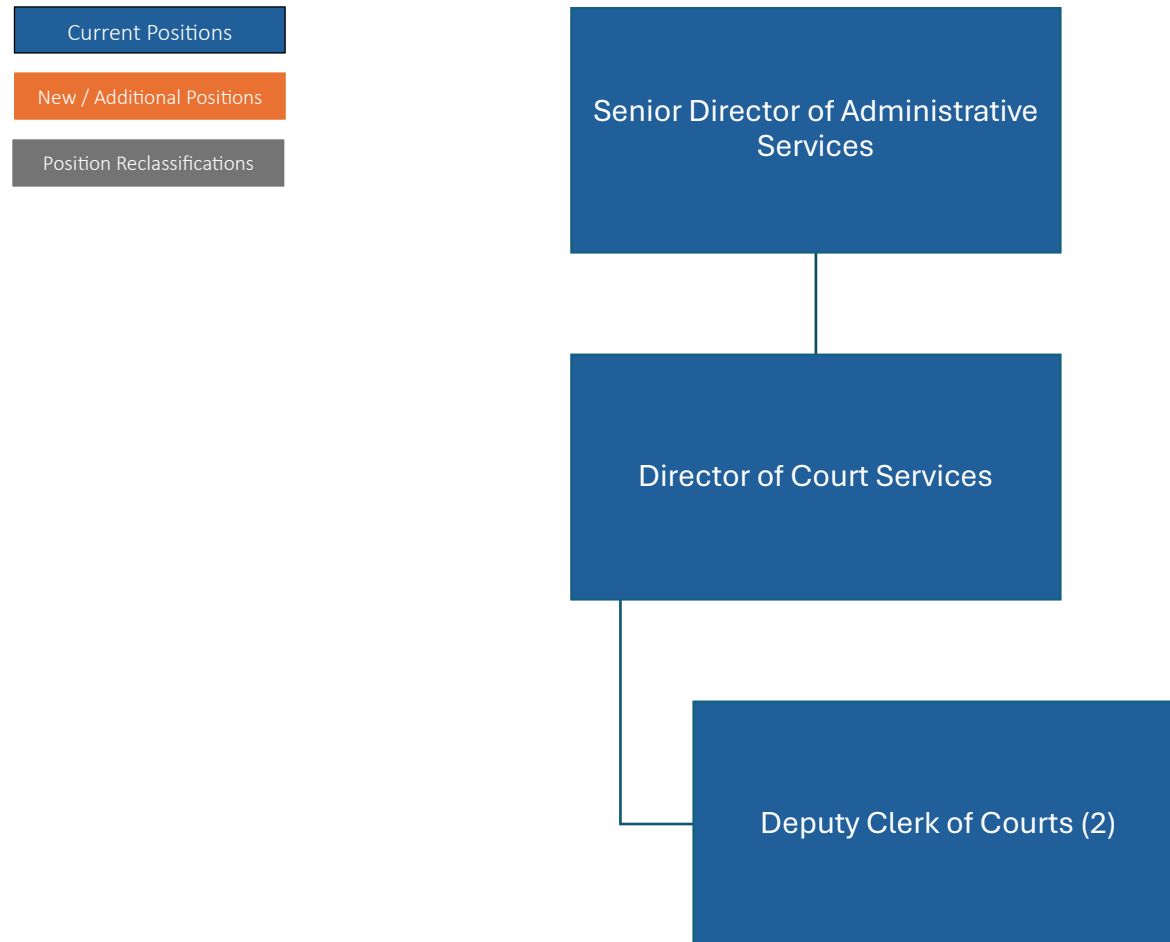 Current Positions
New / Additional Positions
Position Reclassifications
Senior Director of Administrative
Services
Director of Court Services
Deputy Clerk of Courts (2)